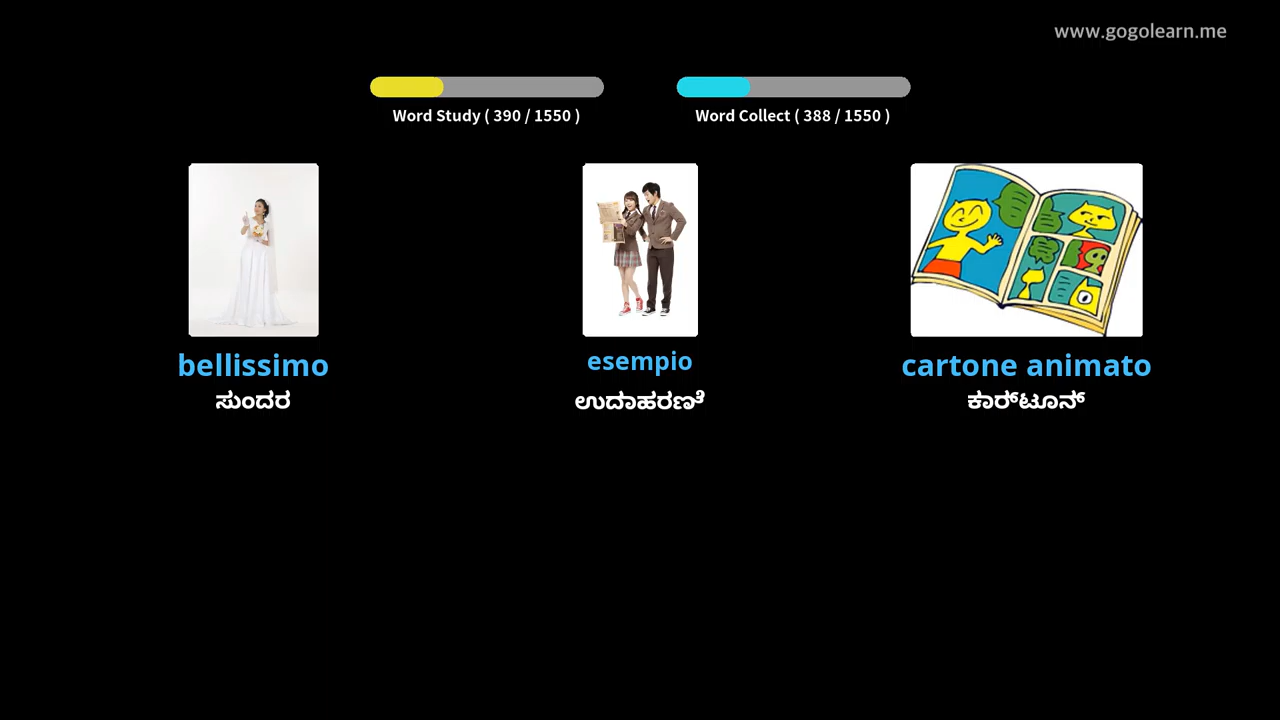 www.gogolearn.me
Word Study ( 390 / 1550 )
Word Collect ( 388 / 1550 )
bellissimo
esempio
cartone animato
ಸುಂದರ
ಉದಾಹರಣೆ
ಕಾರ್‌ಟೂನ್